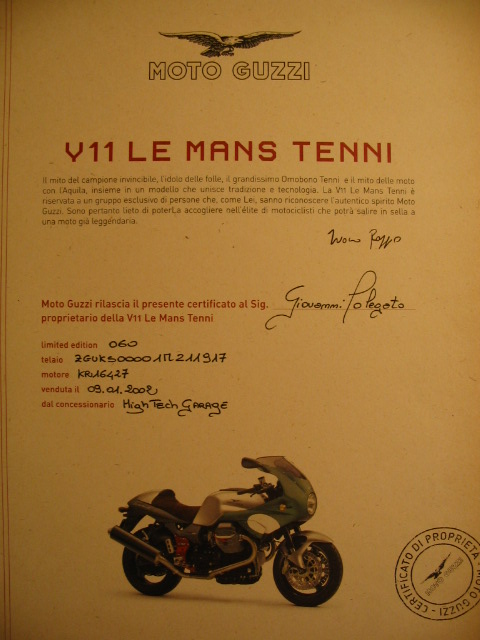 MOTO GUZZI
V11 LE MANS TENNI
Il mito del campione invincibile, l'idolo delle folle, il grandissimo Omobono Tenni e il mito delle moto
con l'Aquila, insieme in un modello che unisce tradizione e tecnologia. La V11 Le Mans Tenni è
riservata a un gruppo esclusivo di persone che, come Lei, sanno riconoscere l'autentico spirito Moto
Guzzi. Sono pertanto lieto di poterLa accogliere nell'élite di motociclisti che potrà salire in sella a
una moto già leggendaria.
Moto Guzzi rilascia il presente certificato al Sig. Giovanni Polegato
proprietario della V11 Le Mans Tenni
limited edition 060
telaio ZGUKS00001M211917
motore KR16427
venduta il 09.01.2002
dal concessionario High Tech GARAGE
CERTIFICATO DI PROPRIETÀ - MOTO GUZZI -